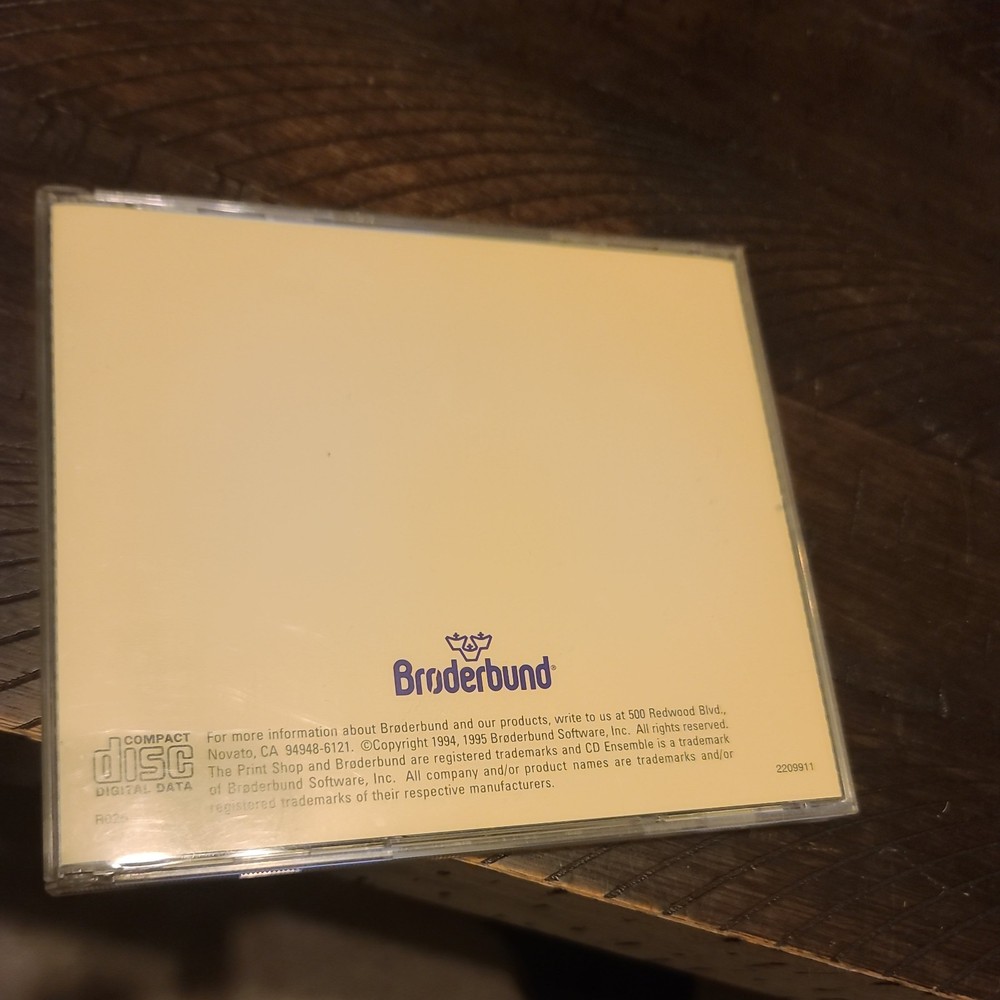 Brøderbund®
For more information about Brøderbund and our products, write to us at 500 Redwood Blvd.,
Novato, CA 94948-6121. ©Copyright 1994, 1995 Brøderbund Software, Inc. All rights reserved.
The Print Shop and Brøderbund are registered trademarks and CD Ensemble is a trademark
of Brøderbund Software, Inc. All company and/or product names are trademarks and/or
registered trademarks of their respective manufacturers.
COMPACT
disc
DIGITAL DATA
2209911